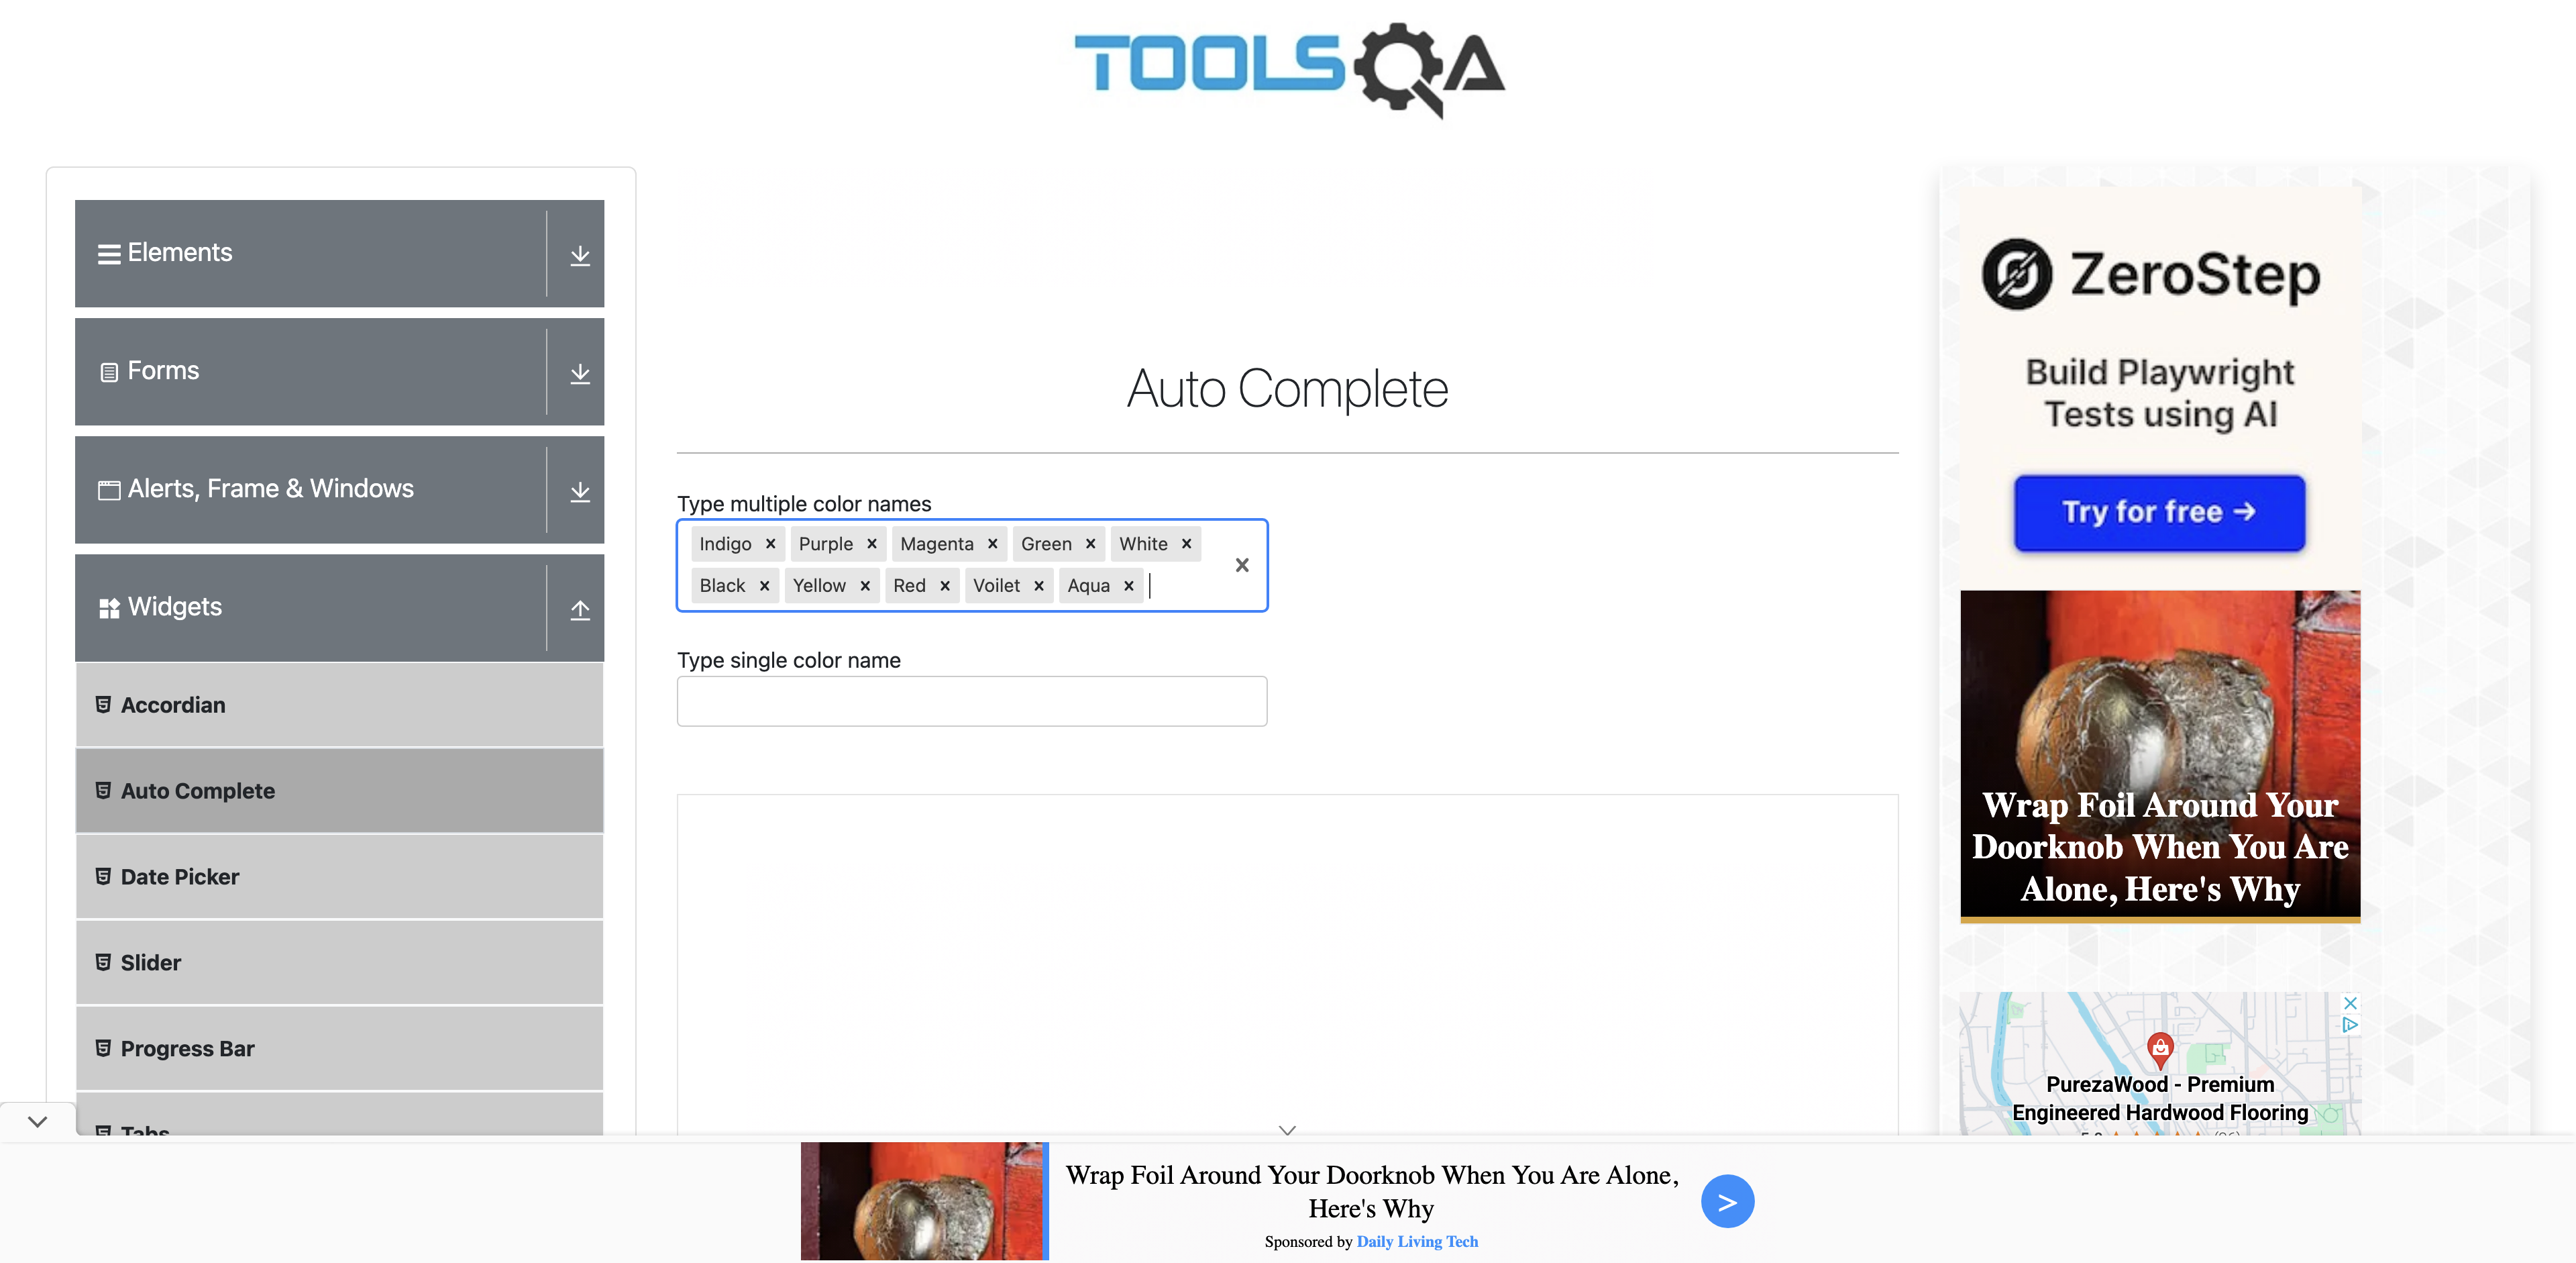 TOOLSQA
Elements
Forms
Alerts, Frame & Windows
Widgets
Accordian
Auto Complete
Date Picker
Slider
Progress Bar
Tabs
Auto Complete
Type multiple color names
Indigo × Purple × Magenta × Green × White ×
Black × Yellow × Red × Voilet × Aqua ×
Type single color name
ZeroStep
Build Playwright
Tests using AI
Try for free →
Wrap Foil Around Your
Doorknob When You Are
Alone, Here's Why
PurezaWood - Premium
Engineered Hardwood Flooring
Wrap Foil Around Your Doorknob When You Are Alone,
Here's Why
Sponsored by Daily Living Tech
>